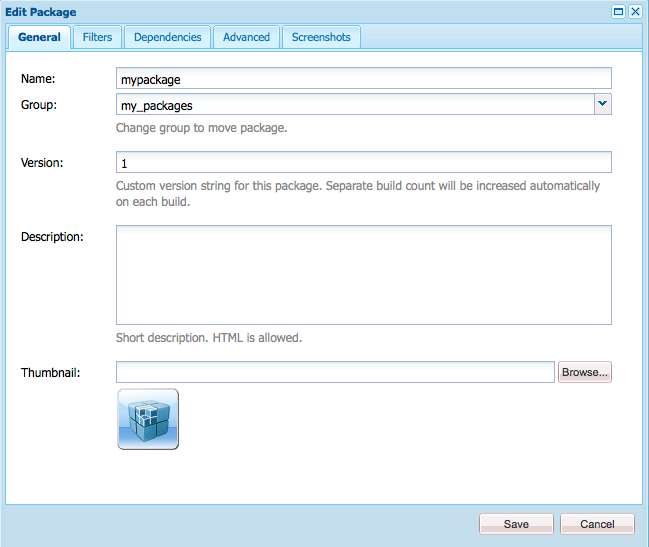 Edit Package
General Filters Dependencies Advanced Screenshots
Name: mypackage
Group: my_packages
Change group to move package.
Version: 1
Custom version string for this package. Separate build count will be increased automatically
on each build.
Description:
Short description. HTML is allowed.
Thumbnail: Browse...
Save Cancel